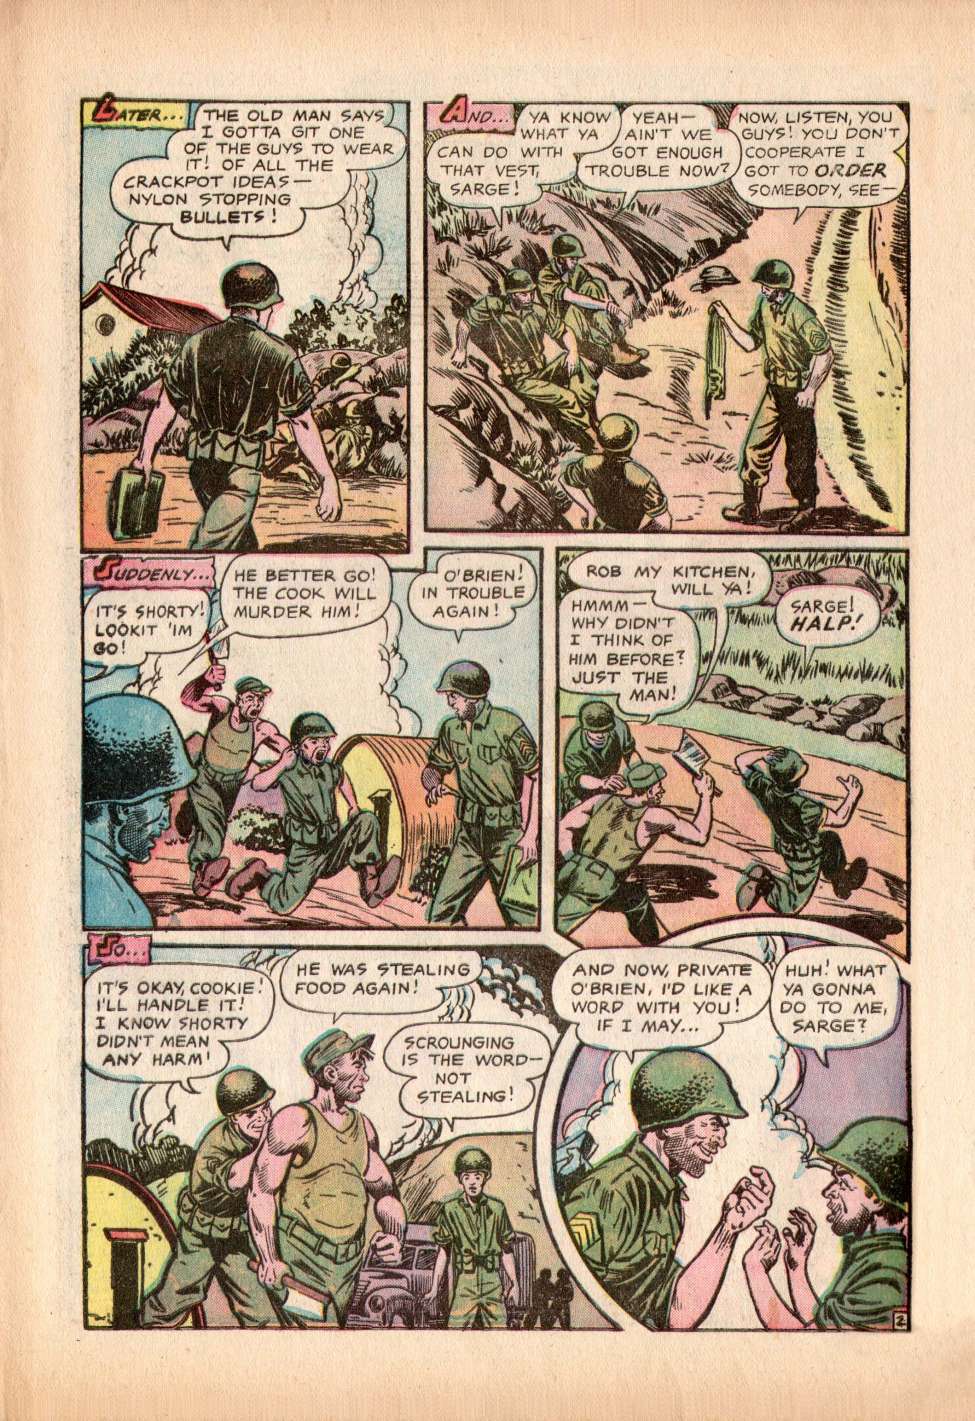 LATER...
THE OLD MAN SAYS
I GOTTA GIT ONE
OF THE GUYS TO WEAR
IT! OF ALL THE
CRACKPOT IDEAS—
NYLON STOPPING
BULLETS!
AND...
YA KNOW
WHAT YA
CAN DO WITH
THAT VEST,
SARGE!
YEAH—
AIN'T WE
GOT ENOUGH
TROUBLE NOW?
NOW, LISTEN, YOU
GUYS! YOU DON'T
COOPERATE I
GOT TO ORDER
SOMEBODY, SEE—
SUDDENLY...
IT'S SHORTY!
LOOKIT 'IM
GO!
HE BETTER GO!
THE COOK WILL
MURDER HIM!
O'BRIEN!
IN TROUBLE
AGAIN!
ROB MY KITCHEN,
WILL YA!
HMMM—
WHY DIDN'T
I THINK OF
HIM BEFORE?
JUST THE
MAN!
SARGE!
HALP!
SO...
IT'S OKAY, COOKIE!
I'LL HANDLE IT!
I KNOW SHORTY
DIDN'T MEAN
ANY HARM!
HE WAS STEALING
FOOD AGAIN!
SCROUNGING
IS THE WORD—
NOT
STEALING!
AND NOW, PRIVATE
O'BRIEN, I'D LIKE A
WORD WITH YOU!
IF I MAY...
HUH! WHAT
YA GONNA
DO TO ME,
SARGE?
2